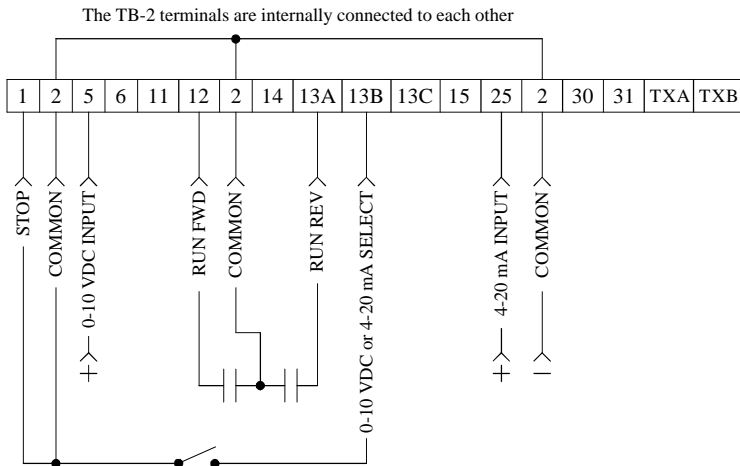 The TB-2 terminals are internally connected to each other
1 2 5 6 11 12 2 14 13A 13B 13C 15 25 2 30 31 TXA TXB
STOP
COMMON
0-10 VDC INPUT
RUN FWD
COMMON
RUN REV
0-10 VDC or 4-20 mA SELECT
4-20 mA INPUT
COMMON
+
+
–